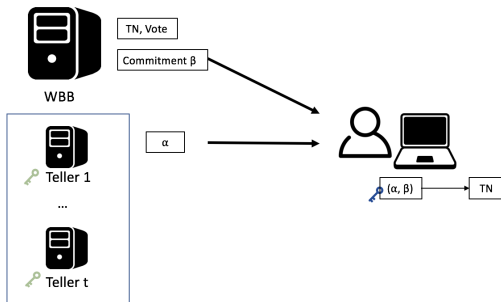 TN, Vote
Commitment β
WBB
α
Teller 1
...
Teller t
(α, β)
TN